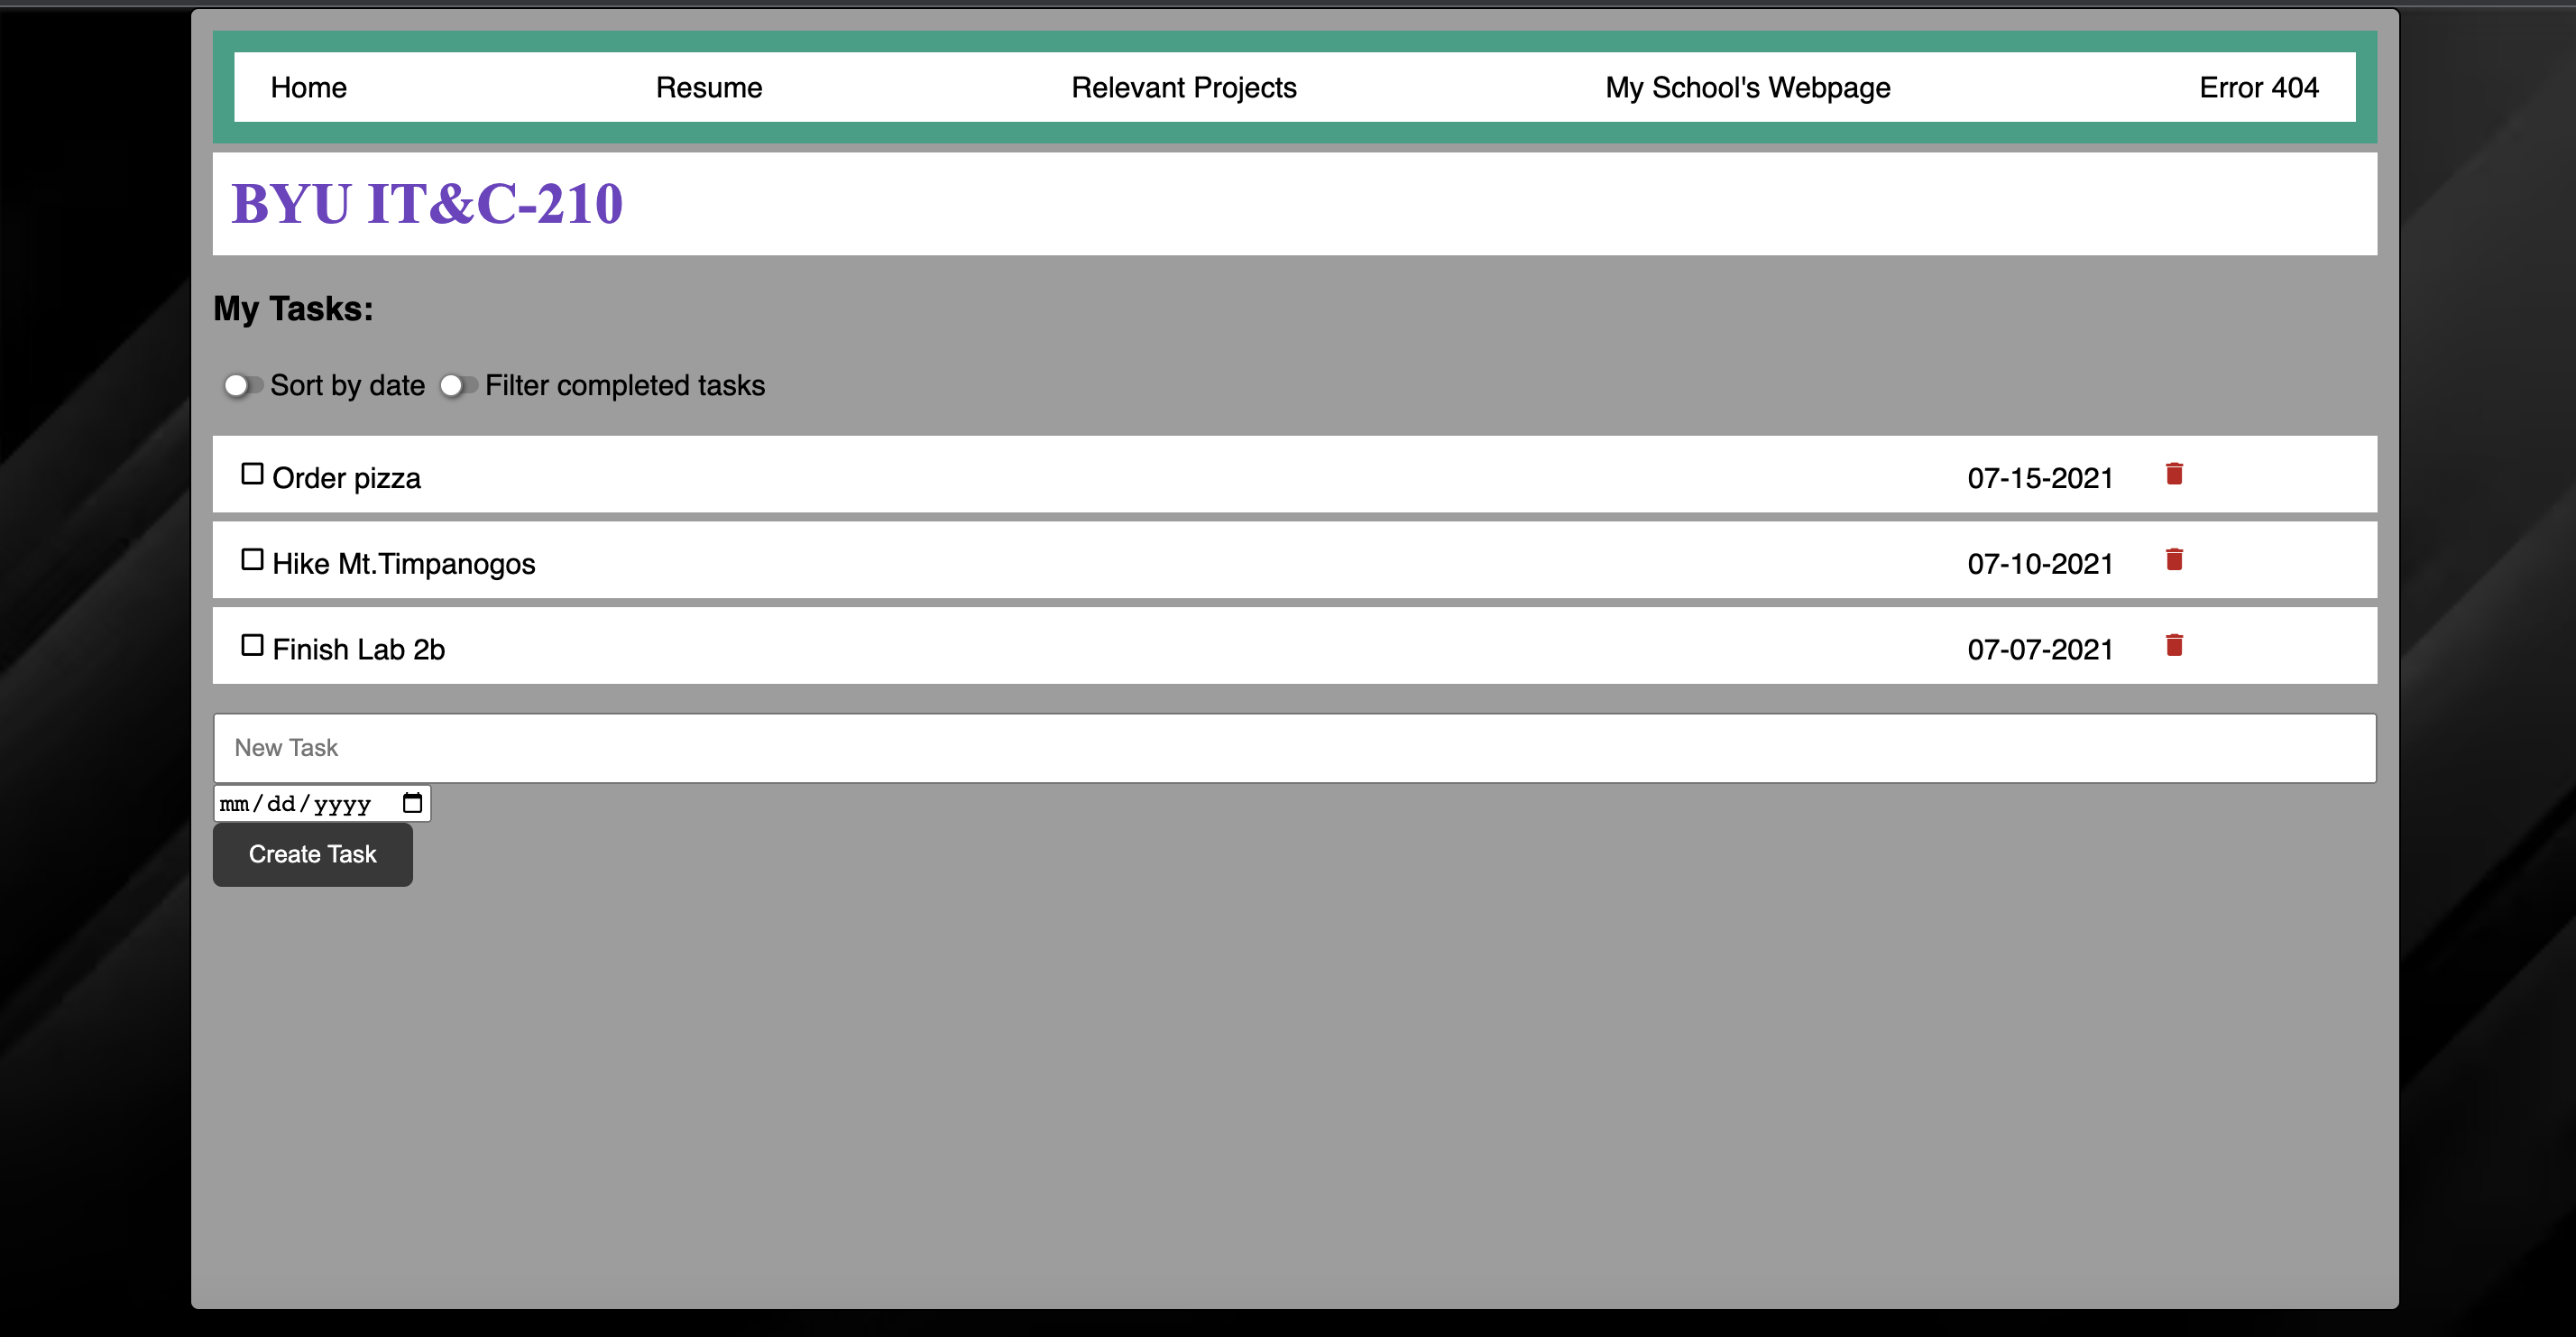 Home Resume Relevant Projects My School's Webpage Error 404
BYU IT&C-210
My Tasks:
Sort by date Filter completed tasks
Order pizza 07-15-2021
Hike Mt.Timpanogos 07-10-2021
Finish Lab 2b 07-07-2021
New Task
mm/dd/yyyy
Create Task